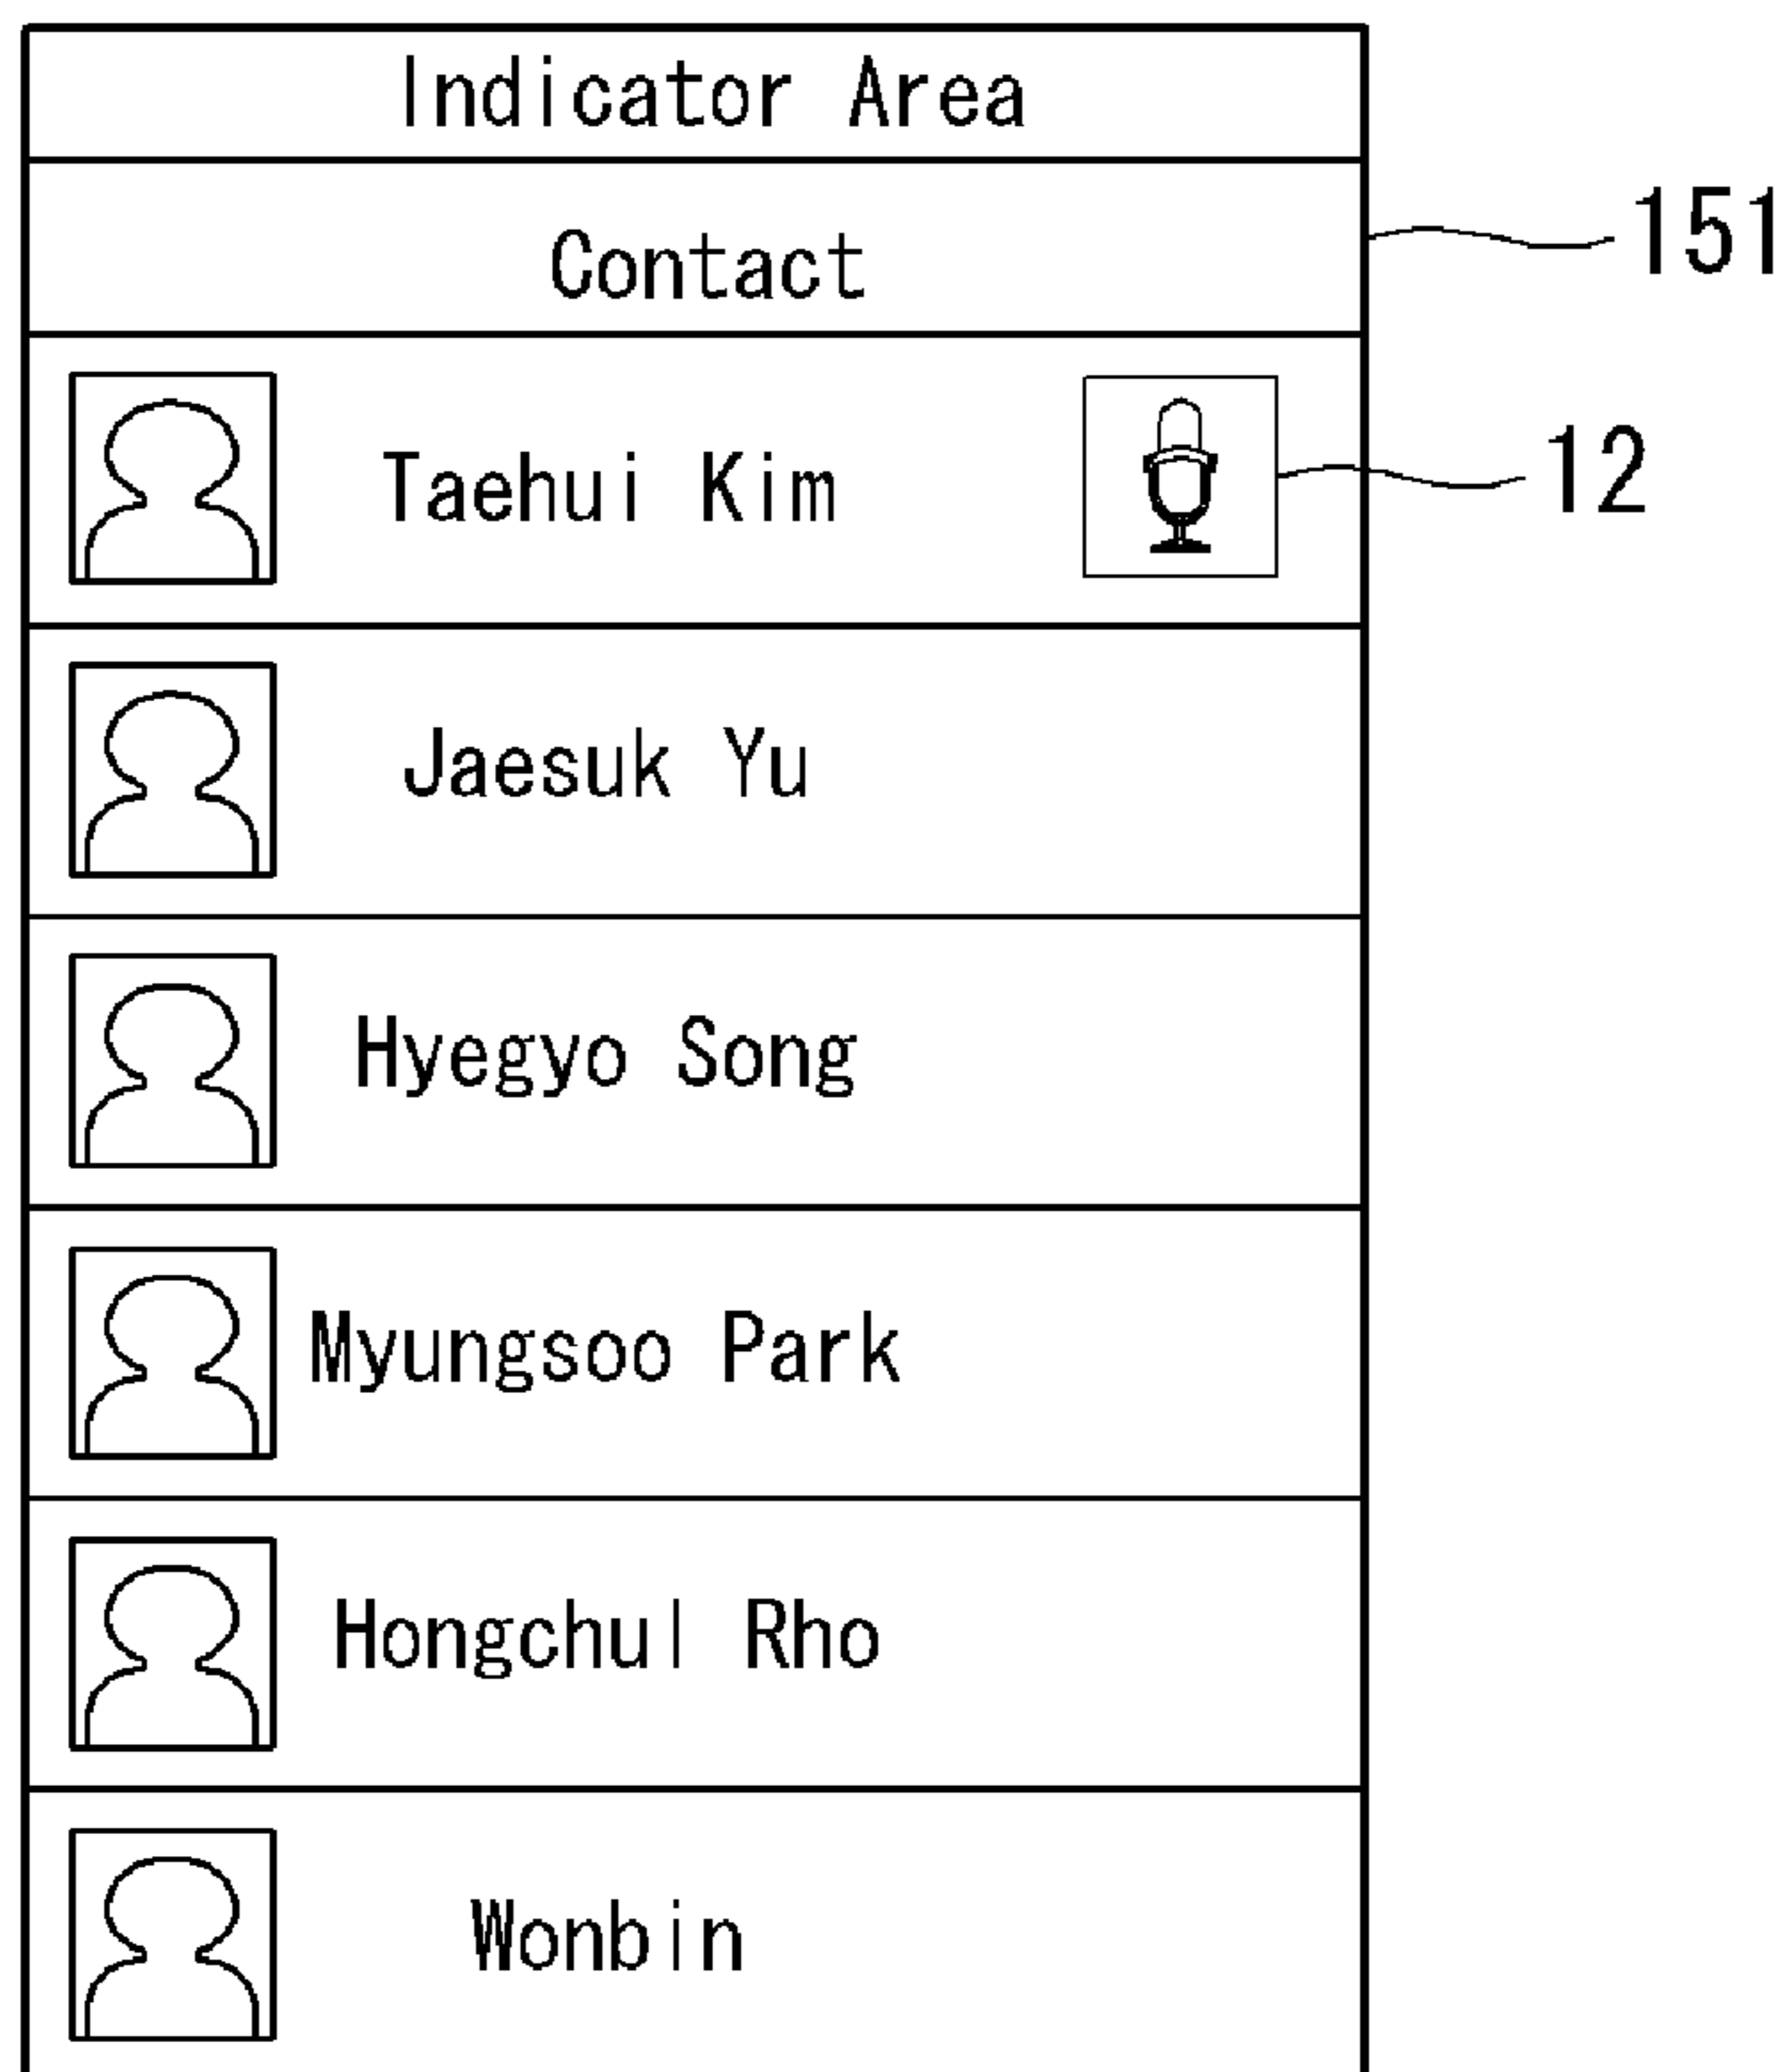 Indicator Area
151
Contact
Taehui Kim
12
Jaesuk Yu
Hyegyo Song
Myungsoo Park
Hongchul Rho
Wonbin